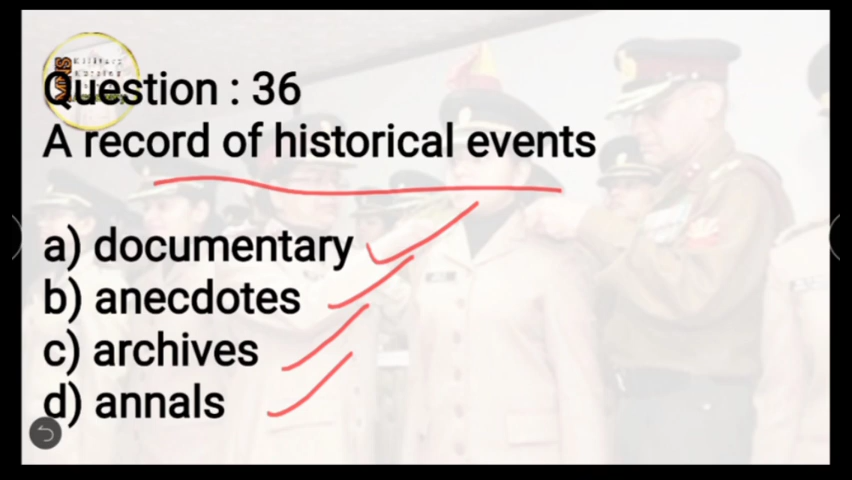 Question : 36
A record of historical events
a) documentary
b) anecdotes
c) archives
d) annals